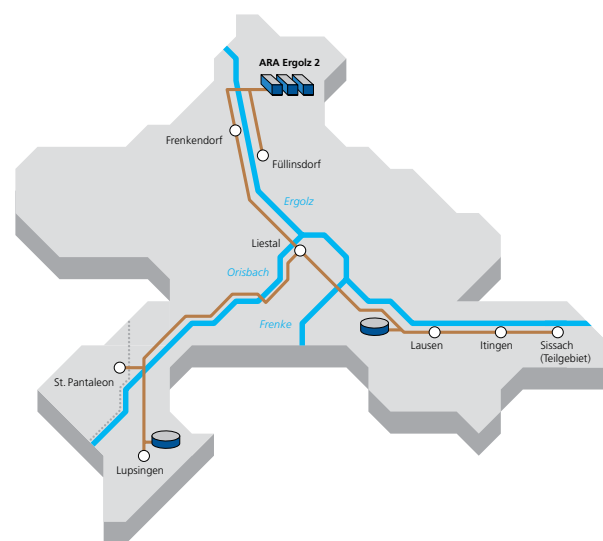 ARA Ergolz 2
Frenkendorf
Füllinsdorf
Ergolz
Liestal
Orisbach
Frenke
Lausen
Itingen
Sissach
(Teilgebiet)
St. Pantaleon
Lupsingen